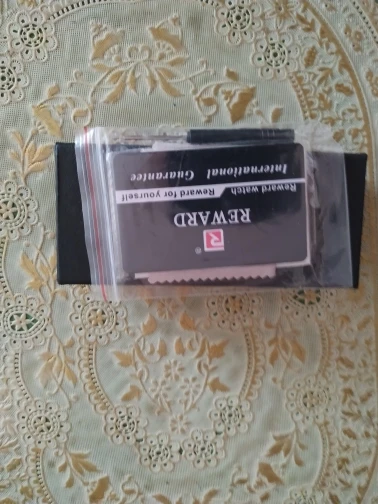 R
®
REWARD
Reward watch Reward for yourself
International Guarantee